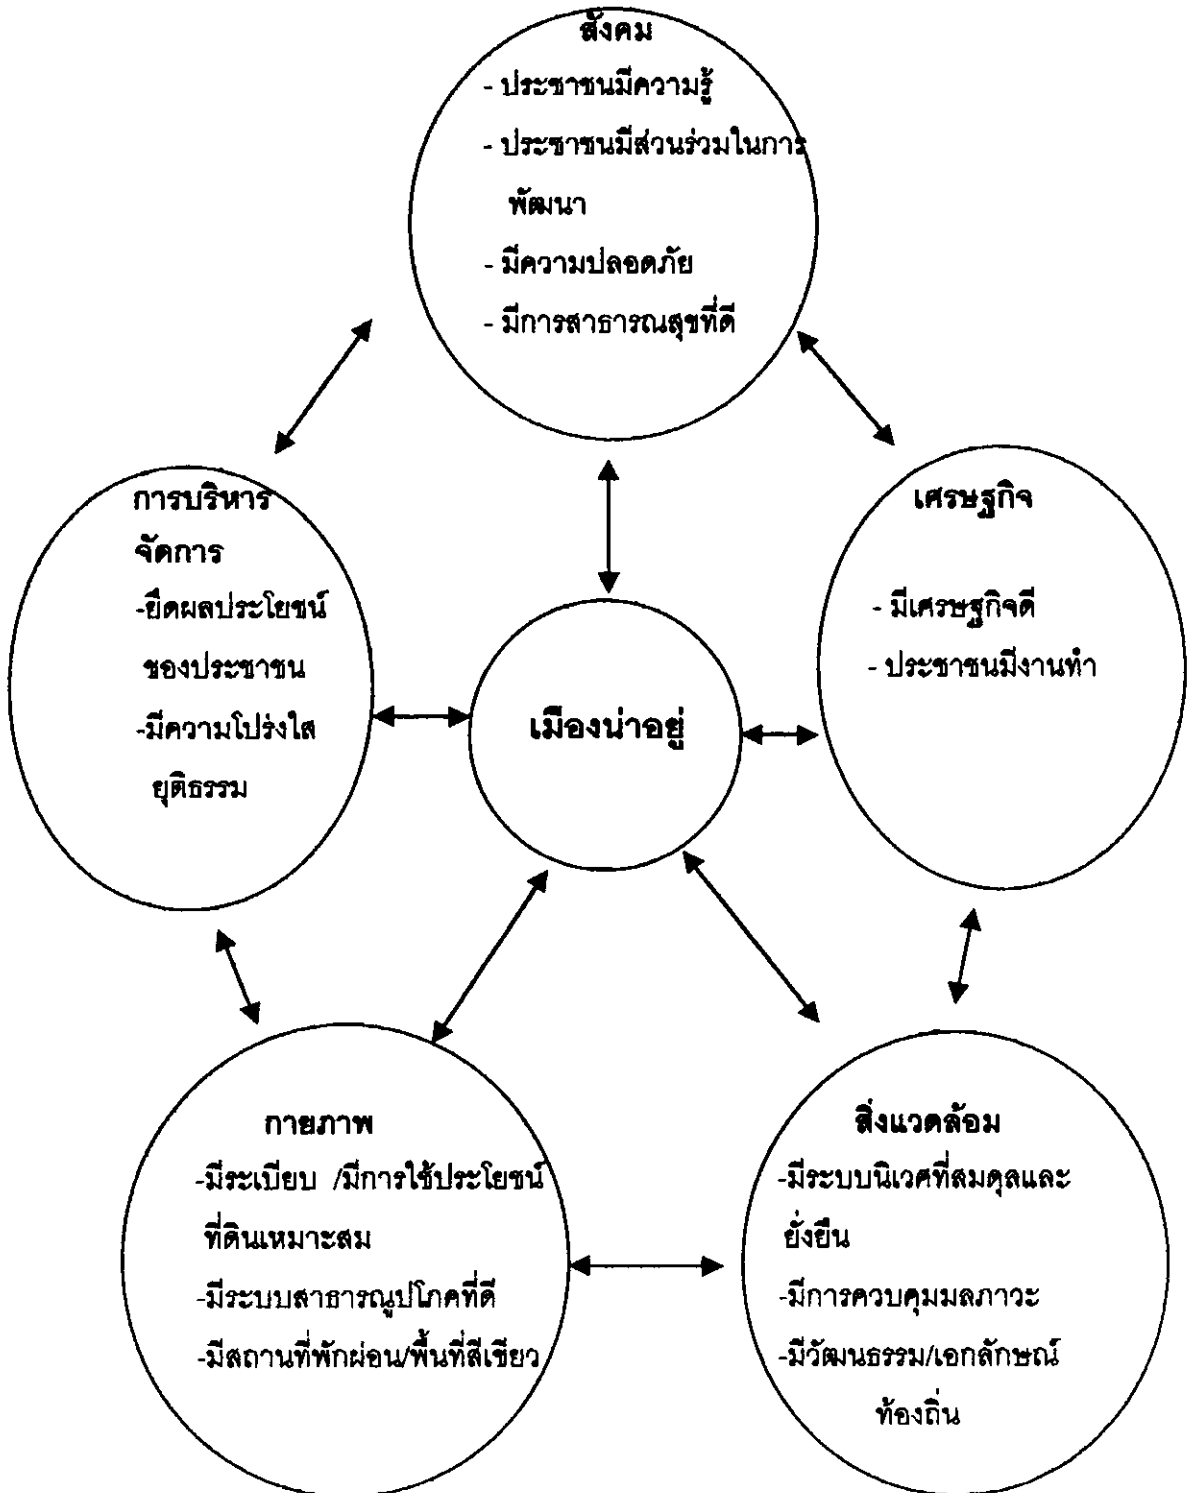 สังคม
- ประชาชนมีความรู้
- ประชาชนมีส่วนร่วมในการ
พัฒนา
- มีความปลอดภัย
- มีการสาธารณสุขที่ดี
การบริหาร
จัดการ
-ยึดผลประโยชน์
ของประชาชน
-มีความโปร่งใส
ยุติธรรม
เศรษฐกิจ
- มีเศรษฐกิจดี
- ประชาชนมีงานทำ
เมืองน่าอยู่
กายภาพ
-มีระเบียบ /มีการใช้ประโยชน์
ที่ดินเหมาะสม
-มีระบบสาธารณูปโภคที่ดี
-มีสถานที่พักผ่อน/พื้นที่สีเขียว
สิ่งแวดล้อม
-มีระบบนิเวศที่สมดุลและ
ยั่งยืน
-มีการควบคุมมลภาวะ
-มีวัฒนธรรม/เอกลักษณ์
ท้องถิ่น